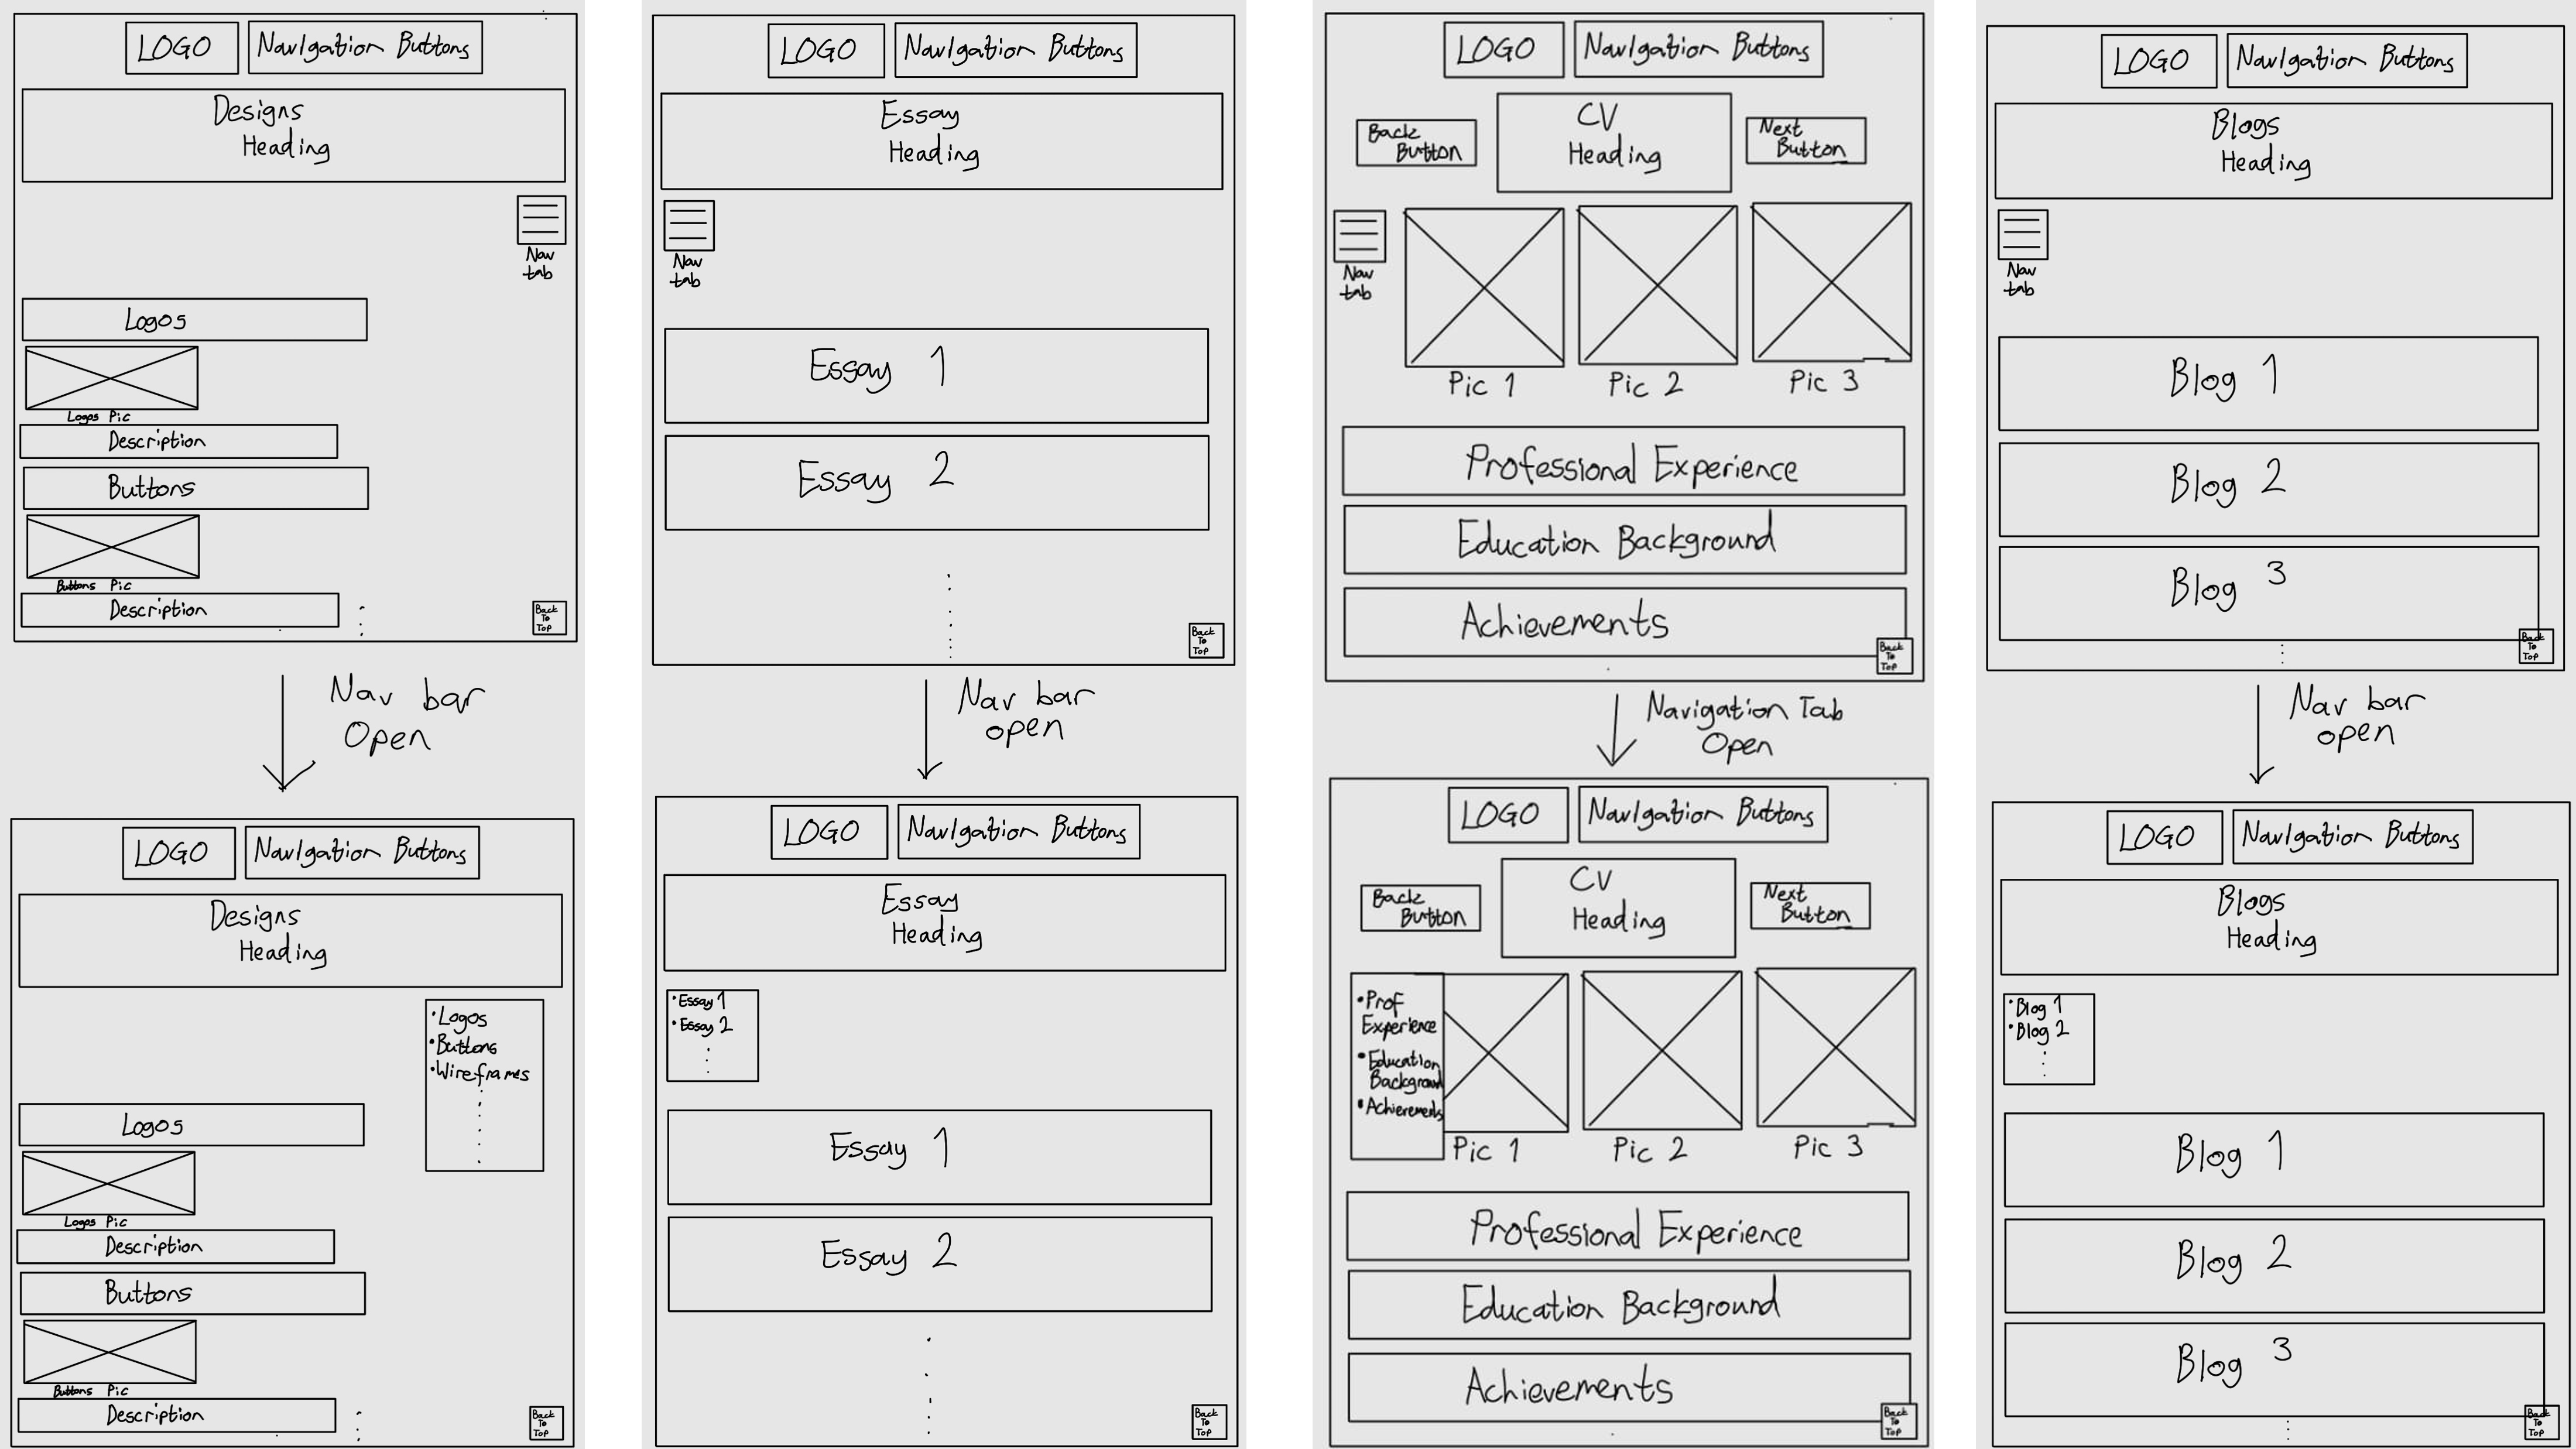 LOGO
NavIgation Buttons
Designs
Heading
Nav
tab
Logos
Logos Pic
Description
Buttons
Buttons Pic
Description
Back
To
Top
Nav bar
Open
LOGO
NavIgation Buttons
Designs
Heading
•Logos
•Buttons
•Wireframes
Logos
Logos Pic
Description
Buttons
Buttons Pic
Description
Back
To
Top
LOGO
NavIgation Buttons
Essay
Heading
Nav
tab
Essay 1
Essay 2
Back
To
Top
Nav bar
open
LOGO
NavIgation Buttons
Essay
Heading
•Essay 1
•Essay 2
Essay 1
Essay 2
Back
To
Top
LOGO
NavIgation Buttons
Back
Button
CV
Heading
Next
Button
Nav
tab
Pic 1
Pic 2
Pic 3
Professional Experience
Education Background
Achievements
Back
To
Top
Navigation Tab
Open
LOGO
NavIgation Buttons
Back
Button
CV
Heading
Next
Button
•Prof
Experience
•Education
Background
•Achievements
Pic 1
Pic 2
Pic 3
Professional Experience
Education Background
Achievements
Back
To
Top
LOGO
NavIgation Buttons
Blogs
Heading
Nav
tab
Blog 1
Blog 2
Blog 3
Back
To
Top
Nav bar
open
LOGO
NavIgation Buttons
Blogs
Heading
•Blog 1
•Blog 2
Blog 1
Blog 2
Blog 3
Back
To
Top